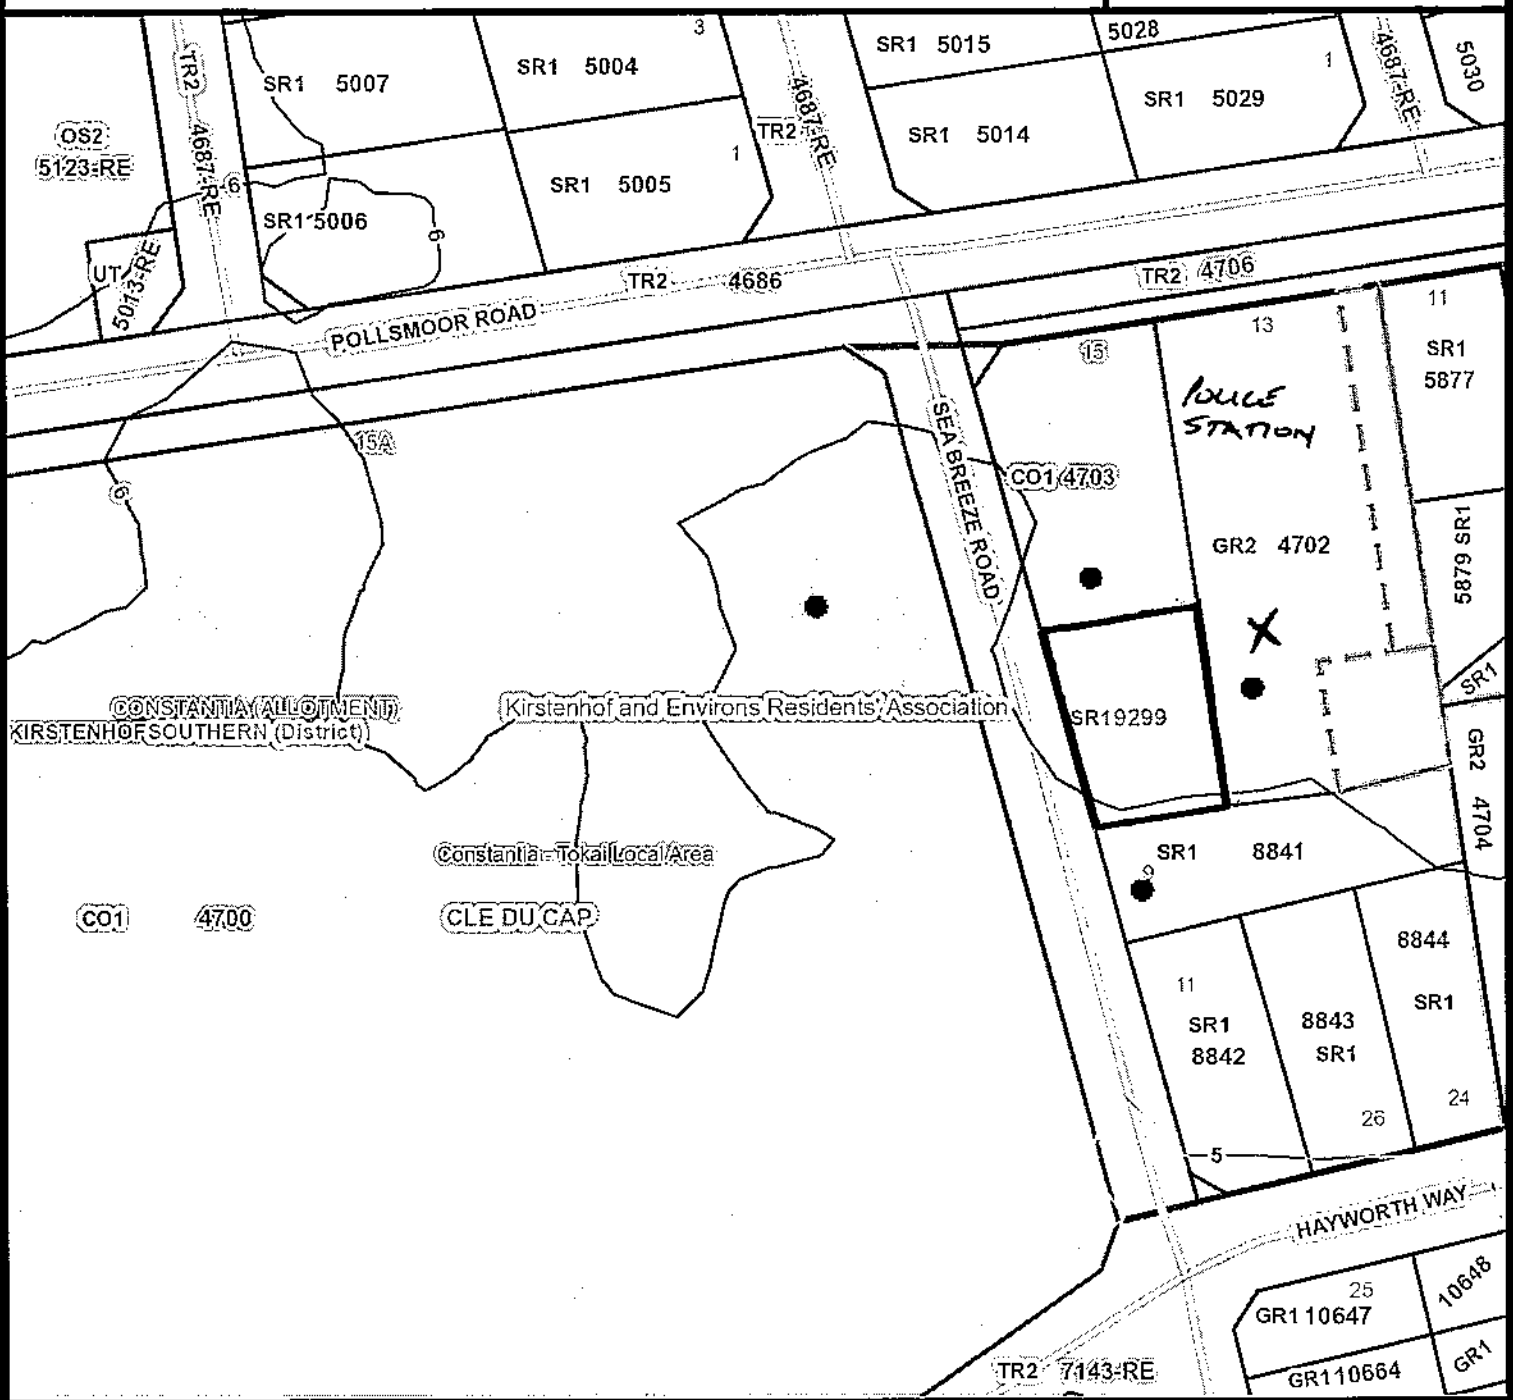 3
5028
SR1 5015
1
5030
TR2
SR1 5007
SR1 5004
4687-RE
4687-RE
SR1 5029
OS2
5123-RE
4687-RE
TR2
SR1 5014
1
SR1 5005
6
SR1 5006
6
UT
5013-RE
TR2 4686
TR2 4706
POLLSMOOR ROAD
11
13
SR1
5877
15
POLICE
STATION
SEA BREEZE ROAD
15A
CO1 4703
6
GR2 4702
5879 SR1
X
SR1
CONSTANTIA (ALLOTMENT)
Kirstenhof and Environs Residents' Association
SR19299
KIRSTENHOF SOUTHERN (District)
GR2 4704
Constantia - Tokai Local Area
SR1 8841
9
CO1 4700
CLE DU CAP
8844
11
SR1
SR1
8842
8843
SR1
24
26
5
HAYWORTH WAY
25
10648
GR1 10647
TR2 7143-RE
GR110664
GR1